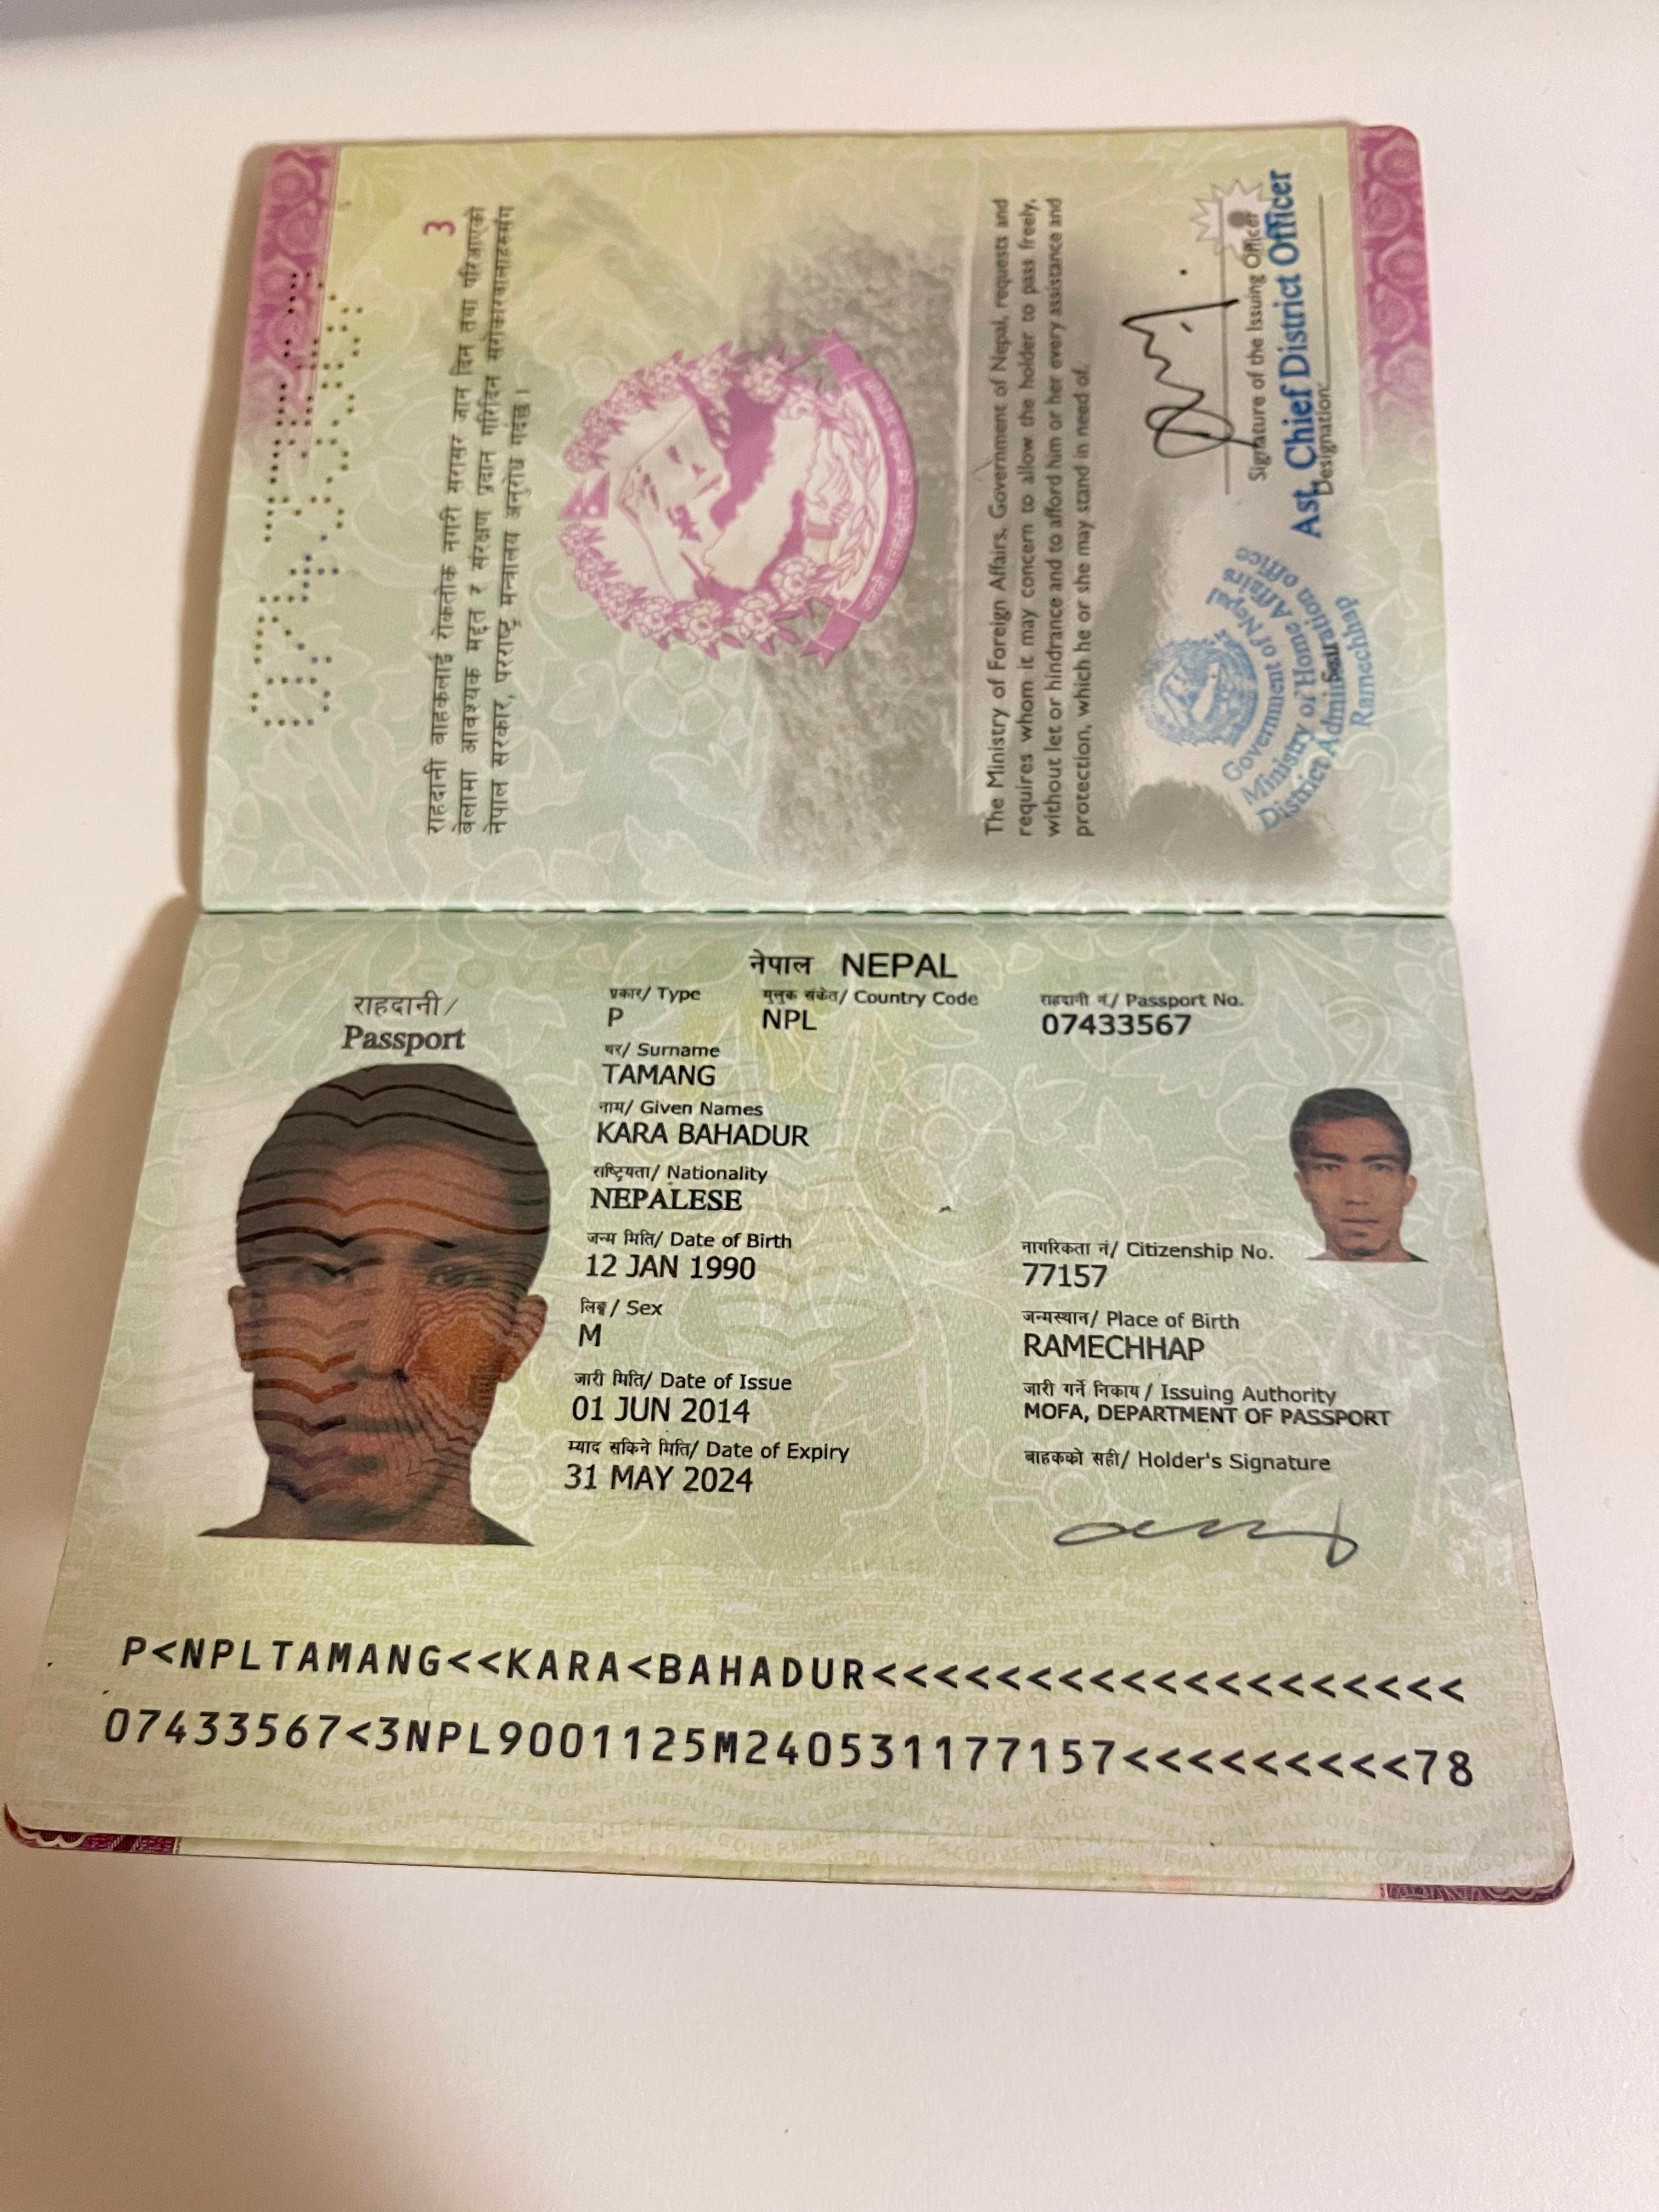 3
राहदानी बाहकलाई रोकतोक नगरी सरासर जान दिन तथा परिआएको
बेलामा आवश्यक मद्दत र संरक्षण प्रदान गरिदिन सरोकारवालाहरुसंग
नेपाल सरकार, परराष्ट्र मन्त्रालय अनुरोध गर्दछ ।
The Ministry of Foreign Affairs, Government of Nepal, requests and
requires whom it may concern to allow the holder to pass freely,
without let or hindrance and to afford him or her every assistance and
protection, which he or she may stand in need of.
Signature of the Issuing Officer
Ast. Chief District Officer
Designation:
Government of Nepal
Ministry of Home Affairs
District Administration office
Ramechhap
नेपाल NEPAL
राहदानी/
Passport
प्रकार/ Type
मुलुक संकेत/ Country Code
राहदानी नं./ Passport No.
P
NPL
07433567
थर/ Surname
TAMANG
नाम/ Given Names
KARA BAHADUR
राष्ट्रियता/ Nationality
NEPALESE
जन्म मिति/ Date of Birth
12 JAN 1990
नागरिकता नं/ Citizenship No.
77157
लिङ्ग/ Sex
M
जन्मस्थान/ Place of Birth
RAMECHHAP
जारी मिति/ Date of Issue
01 JUN 2014
जारी गर्ने निकाय/ Issuing Authority
MOFA, DEPARTMENT OF PASSPORT
म्याद सकिने मिति/ Date of Expiry
31 MAY 2024
बाहकको सही/ Holder's Signature
P<NPLTAMANG<<KARA<BAHADUR<<<<<<<<<<<<<<<<<<<
07433567<3NPL9001125M240531177157<<<<<<<<<78